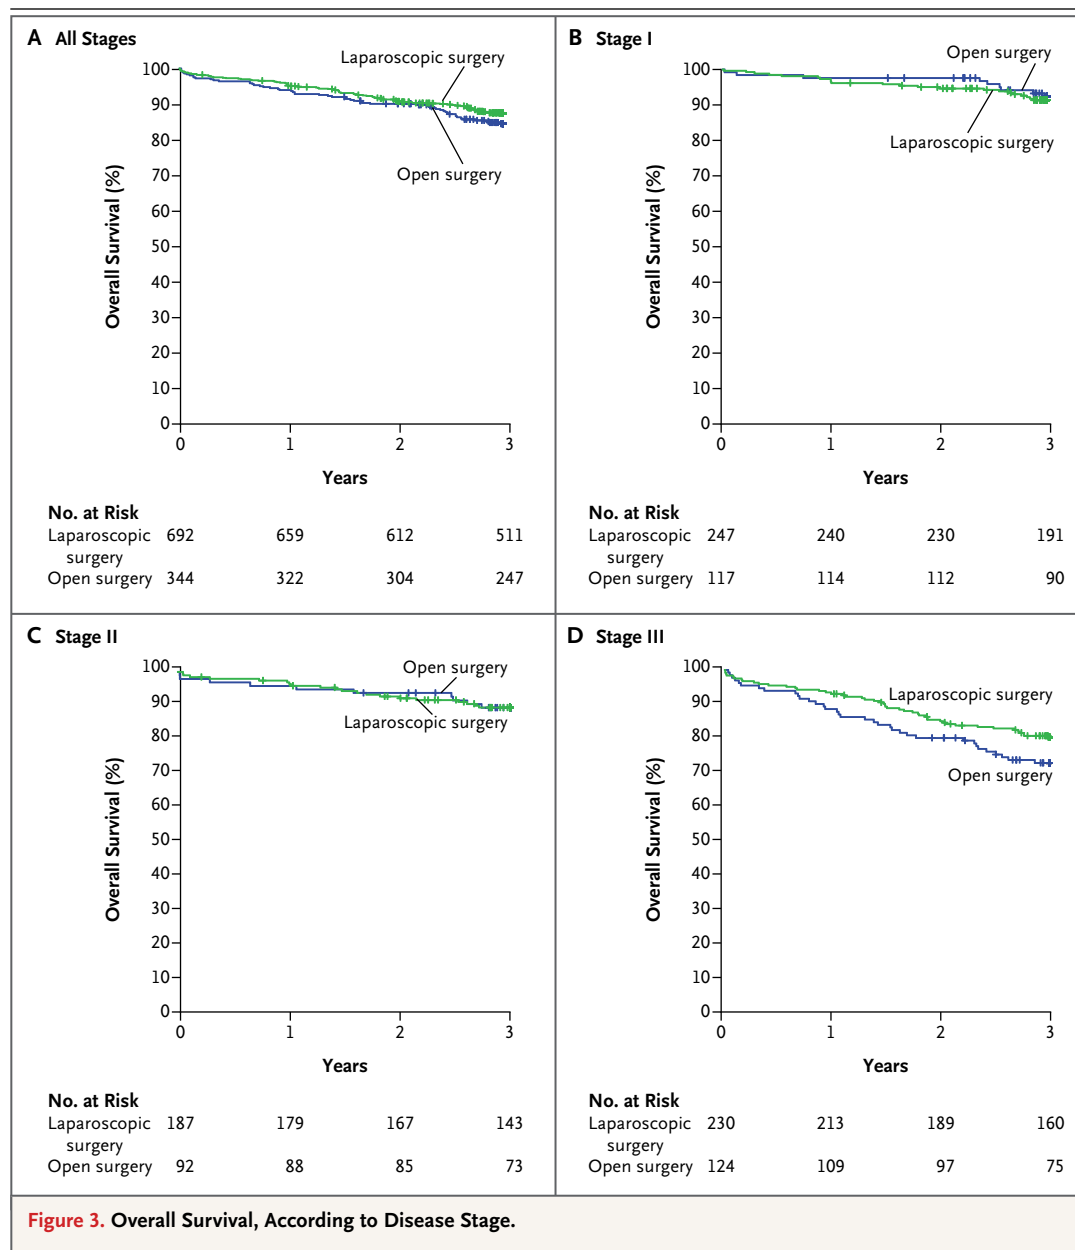 A All Stages
Laparoscopic surgery
Open surgery
100
90
80
70
60
50
40
30
20
10
0
Overall Survival (%)
0 1 2 3
Years
No. at Risk
Laparoscopic surgery 692 659 612 511
Open surgery 344 322 304 247
B Stage I
Open surgery
Laparoscopic surgery
100
90
80
70
60
50
40
30
20
10
0
Overall Survival (%)
0 1 2 3
Years
No. at Risk
Laparoscopic surgery 247 240 230 191
Open surgery 117 114 112 90
C Stage II
Open surgery
Laparoscopic surgery
100
90
80
70
60
50
40
30
20
10
0
Overall Survival (%)
0 1 2 3
Years
No. at Risk
Laparoscopic surgery 187 179 167 143
Open surgery 92 88 85 73
D Stage III
Laparoscopic surgery
Open surgery
100
90
80
70
60
50
40
30
20
10
0
Overall Survival (%)
0 1 2 3
Years
No. at Risk
Laparoscopic surgery 230 213 189 160
Open surgery 124 109 97 75
Figure 3. Overall Survival, According to Disease Stage.